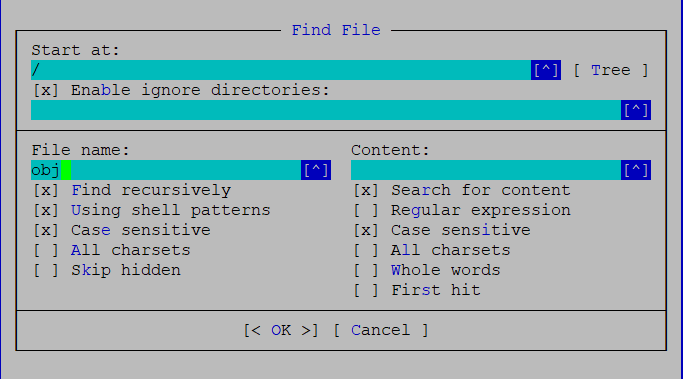 Find File
Start at:
/ [^] [ Tree ]
[x] Enable ignore directories:
[^]
File name: Content:
obj [^] [^]
[x] Find recursively [x] Search for content
[x] Using shell patterns [ ] Regular expression
[x] Case sensitive [x] Case sensitive
[ ] All charsets [ ] All charsets
[ ] Skip hidden [ ] Whole words
[ ] First hit
[< OK >] [ Cancel ]